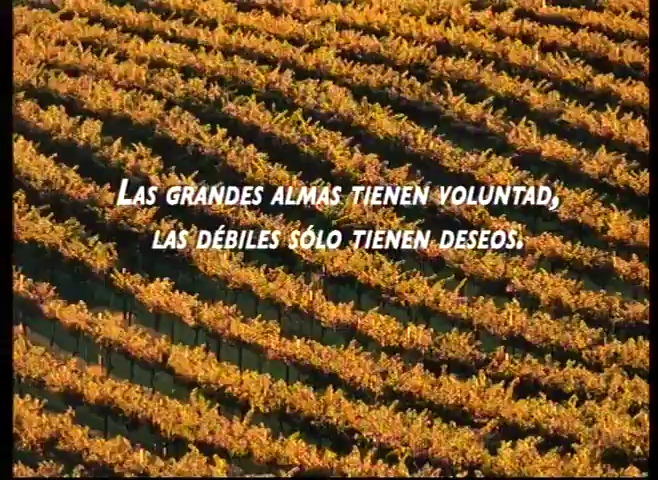 Las grandes almas tienen voluntad,
las débiles sólo tienen deseos.